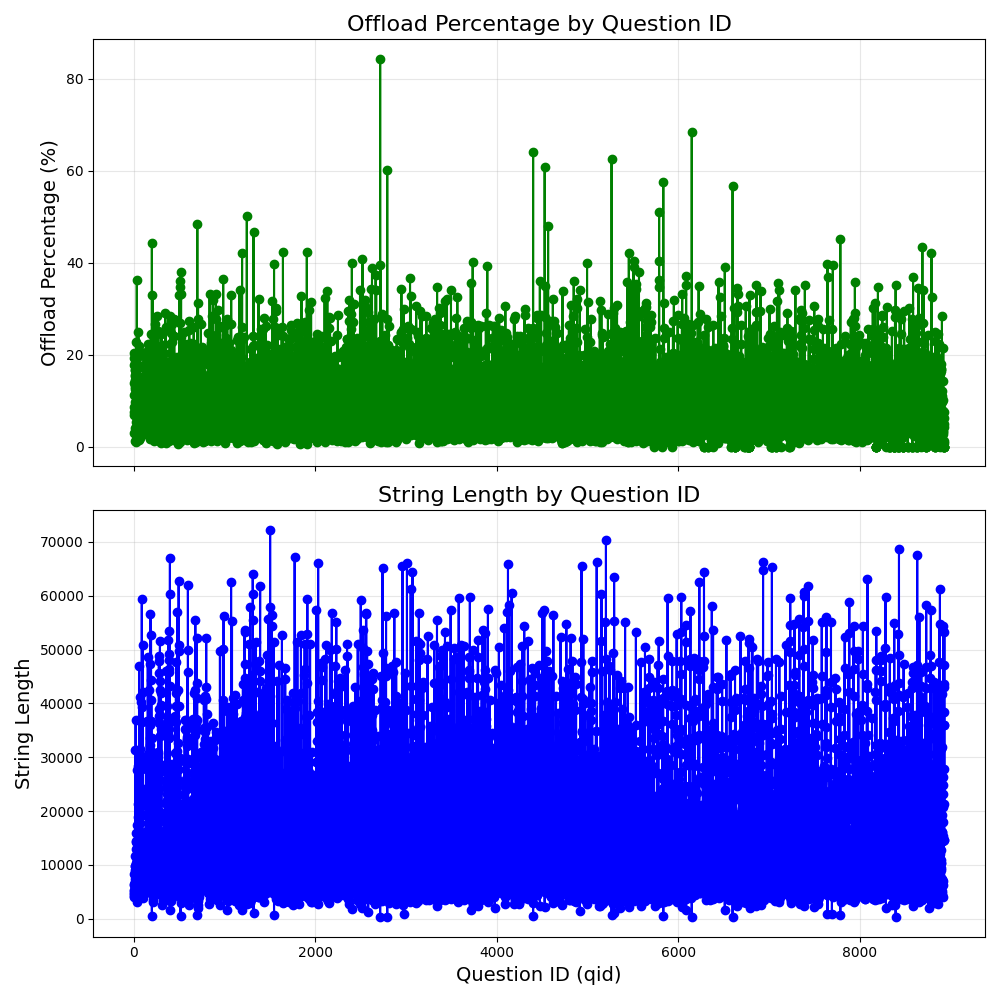 Offload Percentage by Question ID
Offload Percentage (%)
80
60
40
20
0
String Length by Question ID
String Length
70000
60000
50000
40000
30000
20000
10000
0
0 2000 4000 6000 8000
Question ID (qid)